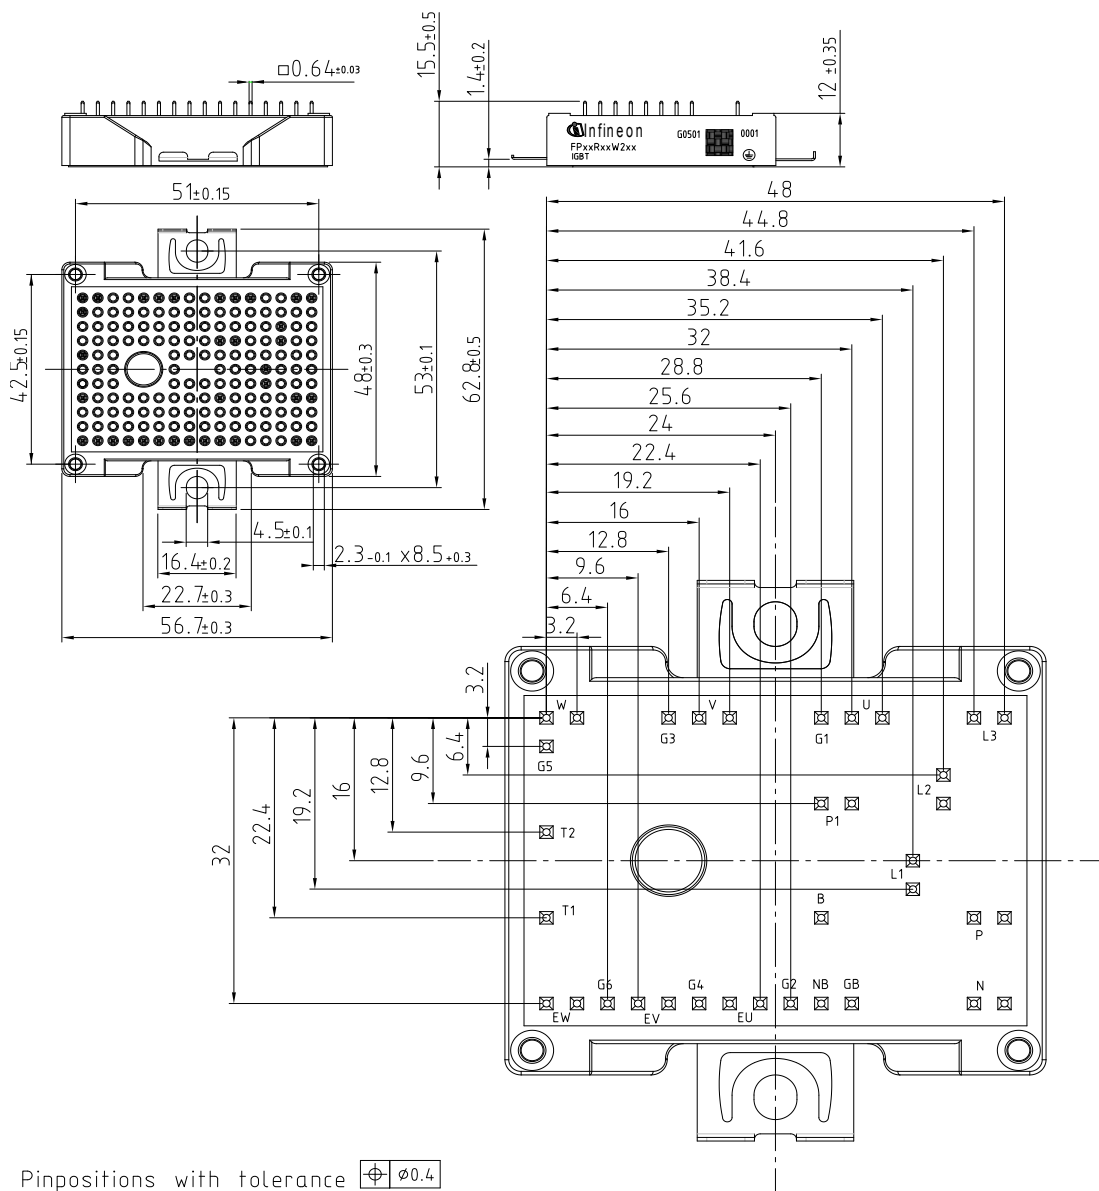 □0.64±0.03
15.5±0.5
1.4±0.2
12 ±0.35
Infineon
FPxxRxxW2xx
IGBT
G0501
0001
51±0.15
42.5±0.15
48±0.3
53±0.1
62.8±0.5
4.5±0.1
16.4±0.2
2.3-0.1 x8.5+0.3
22.7±0.3
56.7±0.3
48
44.8
41.6
38.4
35.2
32
28.8
25.6
24
22.4
19.2
16
12.8
9.6
6.4
3.2
3.2
6.4
9.6
12.8
16
19.2
22.4
32
W
G3
V
G1
U
L3
G5
L2
P1
T2
L1
B
T1
P
G6
G4
G2
NB
GB
N
EW
EV
EU
Pinpositions with tolerance ⌖ ⌀0.4